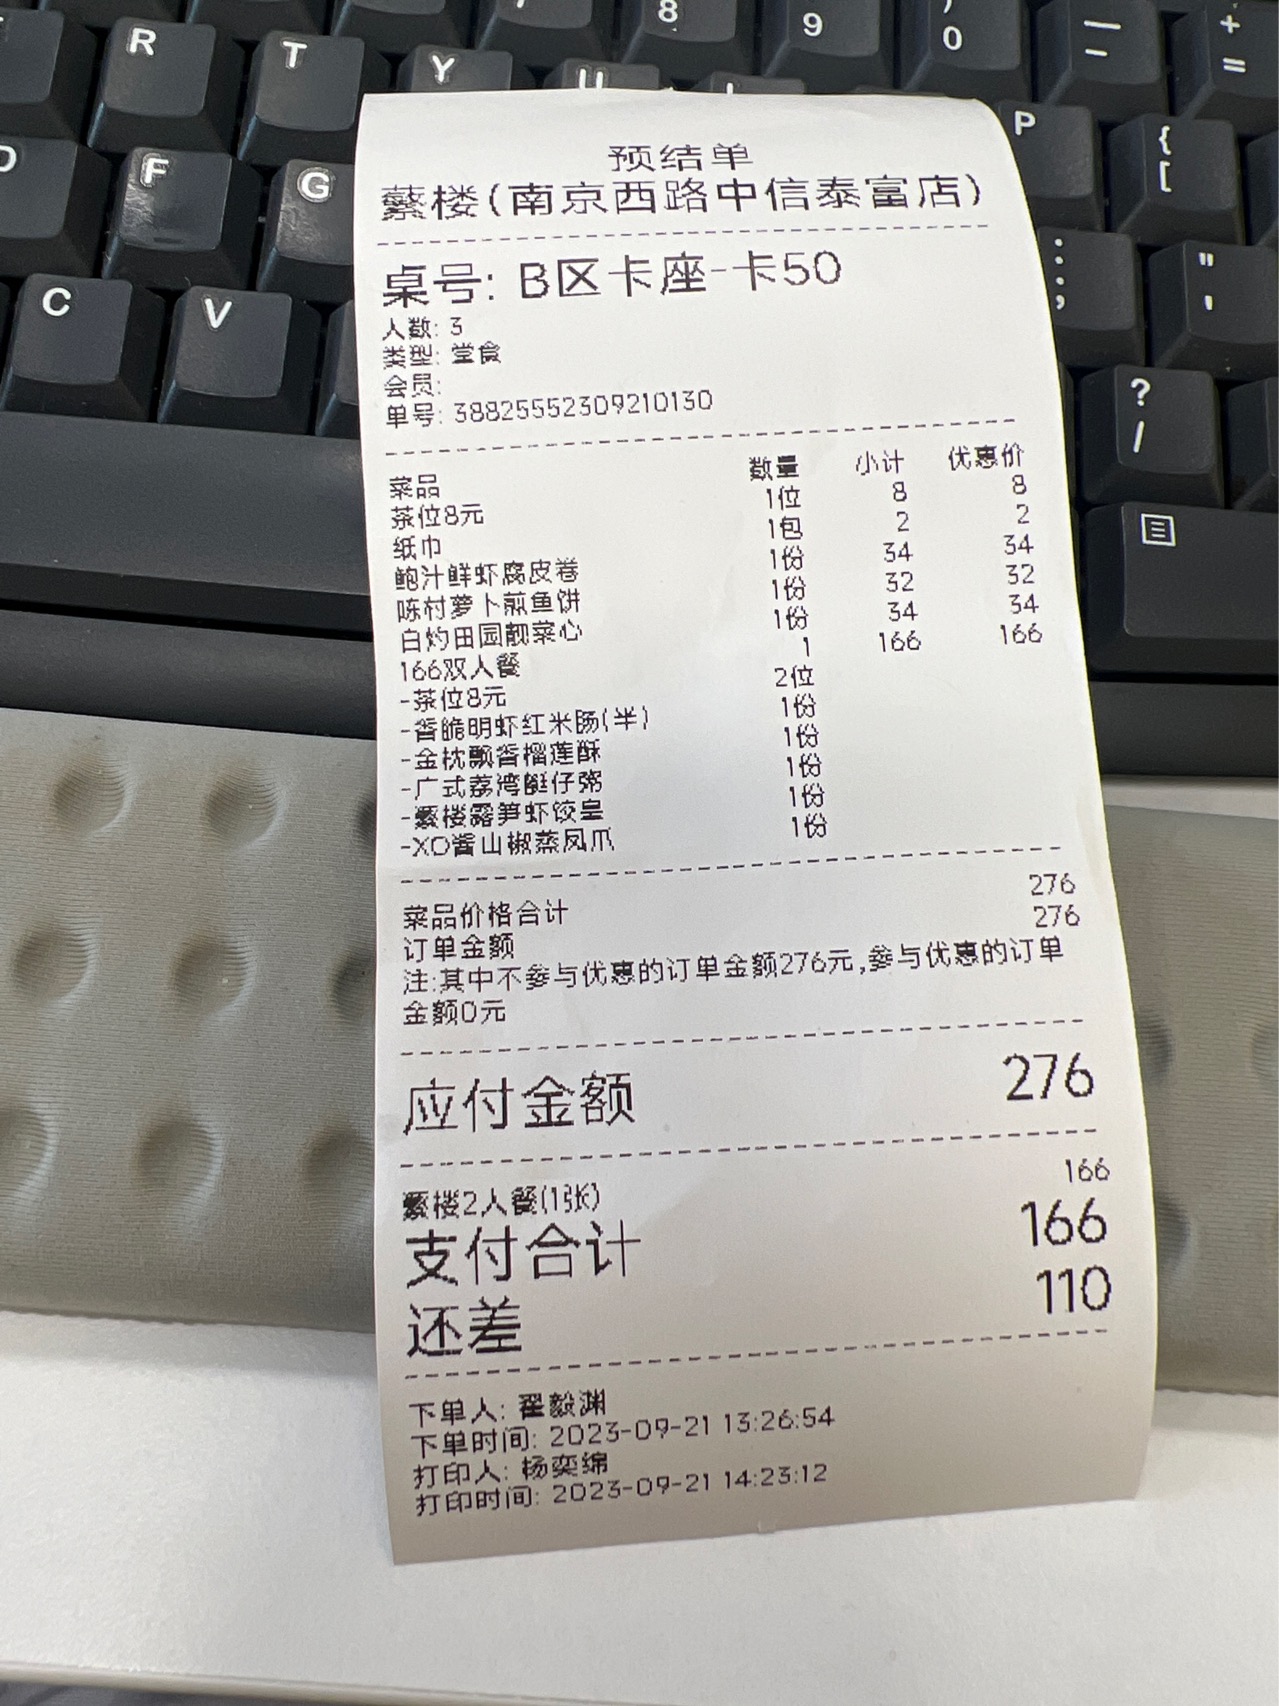 R
T
Y
U
8
9
)
0
—
–
+
=
D
F
G
P
{
[
C
V
:
;
"
'
?
/
预结单
蘩楼(南京西路中信泰富店)
桌号: B区卡座-卡50
人数: 3
类型: 堂食
会员:
单号: 38825552309210130
菜品 数量 小计 优惠价
茶位8元 1位 8 8
纸巾 1包 2 2
鲍汁鲜虾腐皮卷 1份 34 34
陈村萝卜煎鱼饼 1份 32 32
白灼田园靓菜心 1份 34 34
166双人餐 1 166 166
-茶位8元 2位
-香脆明虾红米肠(半) 1份
-金枕飘香榴莲酥 1份
-广式荔湾艇仔粥 1份
-蘩楼露笋虾饺皇 1份
-XO酱山椒蒸凤爪 1份
菜品价格合计 276
订单金额 276
注:其中不参与优惠的订单金额276元,参与优惠的订单
金额0元
应付金额 276
蘩楼2人餐(1张) 166
支付合计 166
还差 110
下单人: 翟毅渊
下单时间: 2023-09-21 13:26:54
打印人: 杨奕绵
打印时间: 2023-09-21 14:23:12